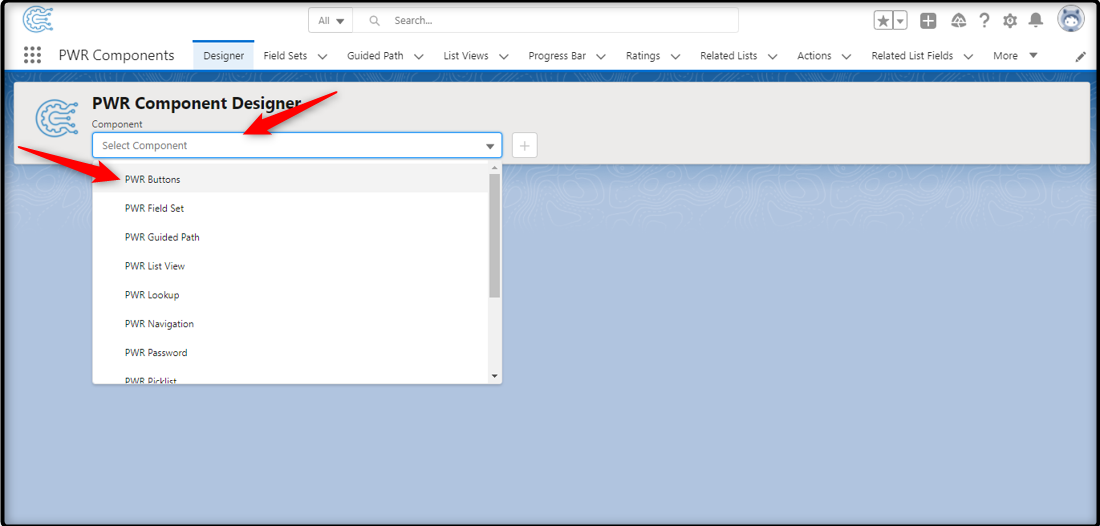 All
Search...
PWR Components
Designer
Field Sets
Guided Path
List Views
Progress Bar
Ratings
Related Lists
Actions
Related List Fields
More
PWR Component Designer
Component
Select Component
PWR Buttons
PWR Field Set
PWR Guided Path
PWR List View
PWR Lookup
PWR Navigation
PWR Password
PWR Picklist